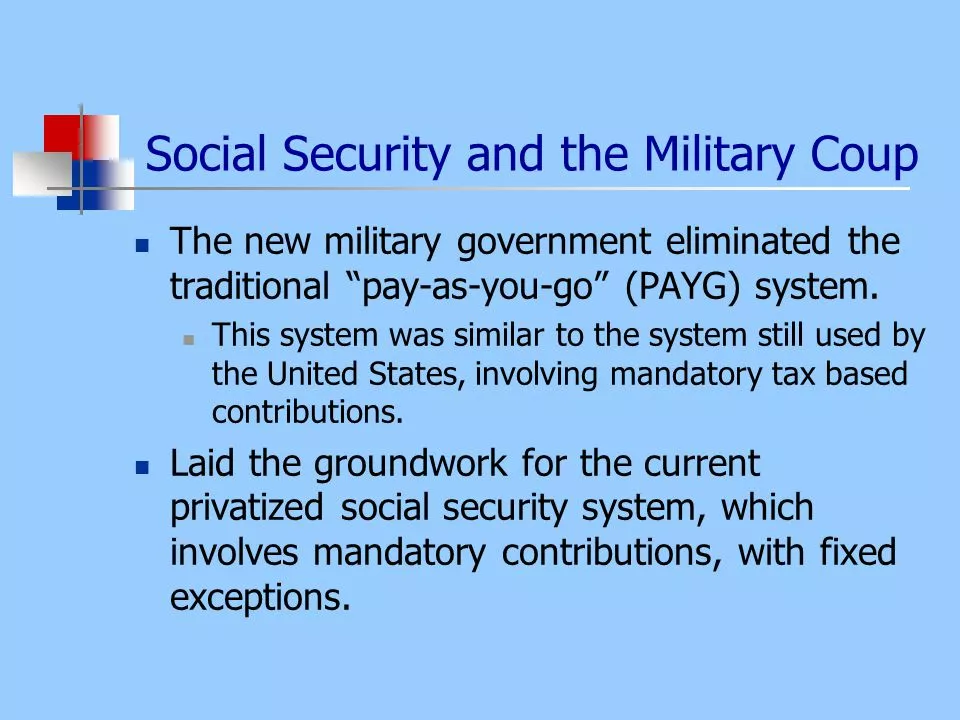 Social Security and the Military Coup
The new military government eliminated the
traditional “pay-as-you-go” (PAYG) system.
This system was similar to the system still used by
the United States, involving mandatory tax based
contributions.
Laid the groundwork for the current
privatized social security system, which
involves mandatory contributions, with fixed
exceptions.